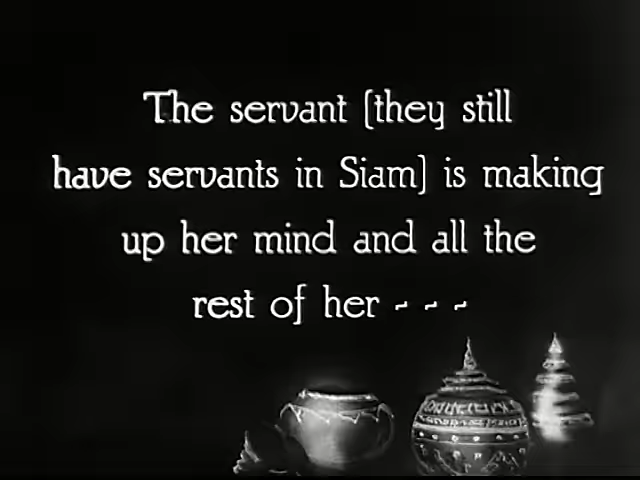 The servant (they still
have servants in Siam) is making
up her mind and all the
rest of her - - -